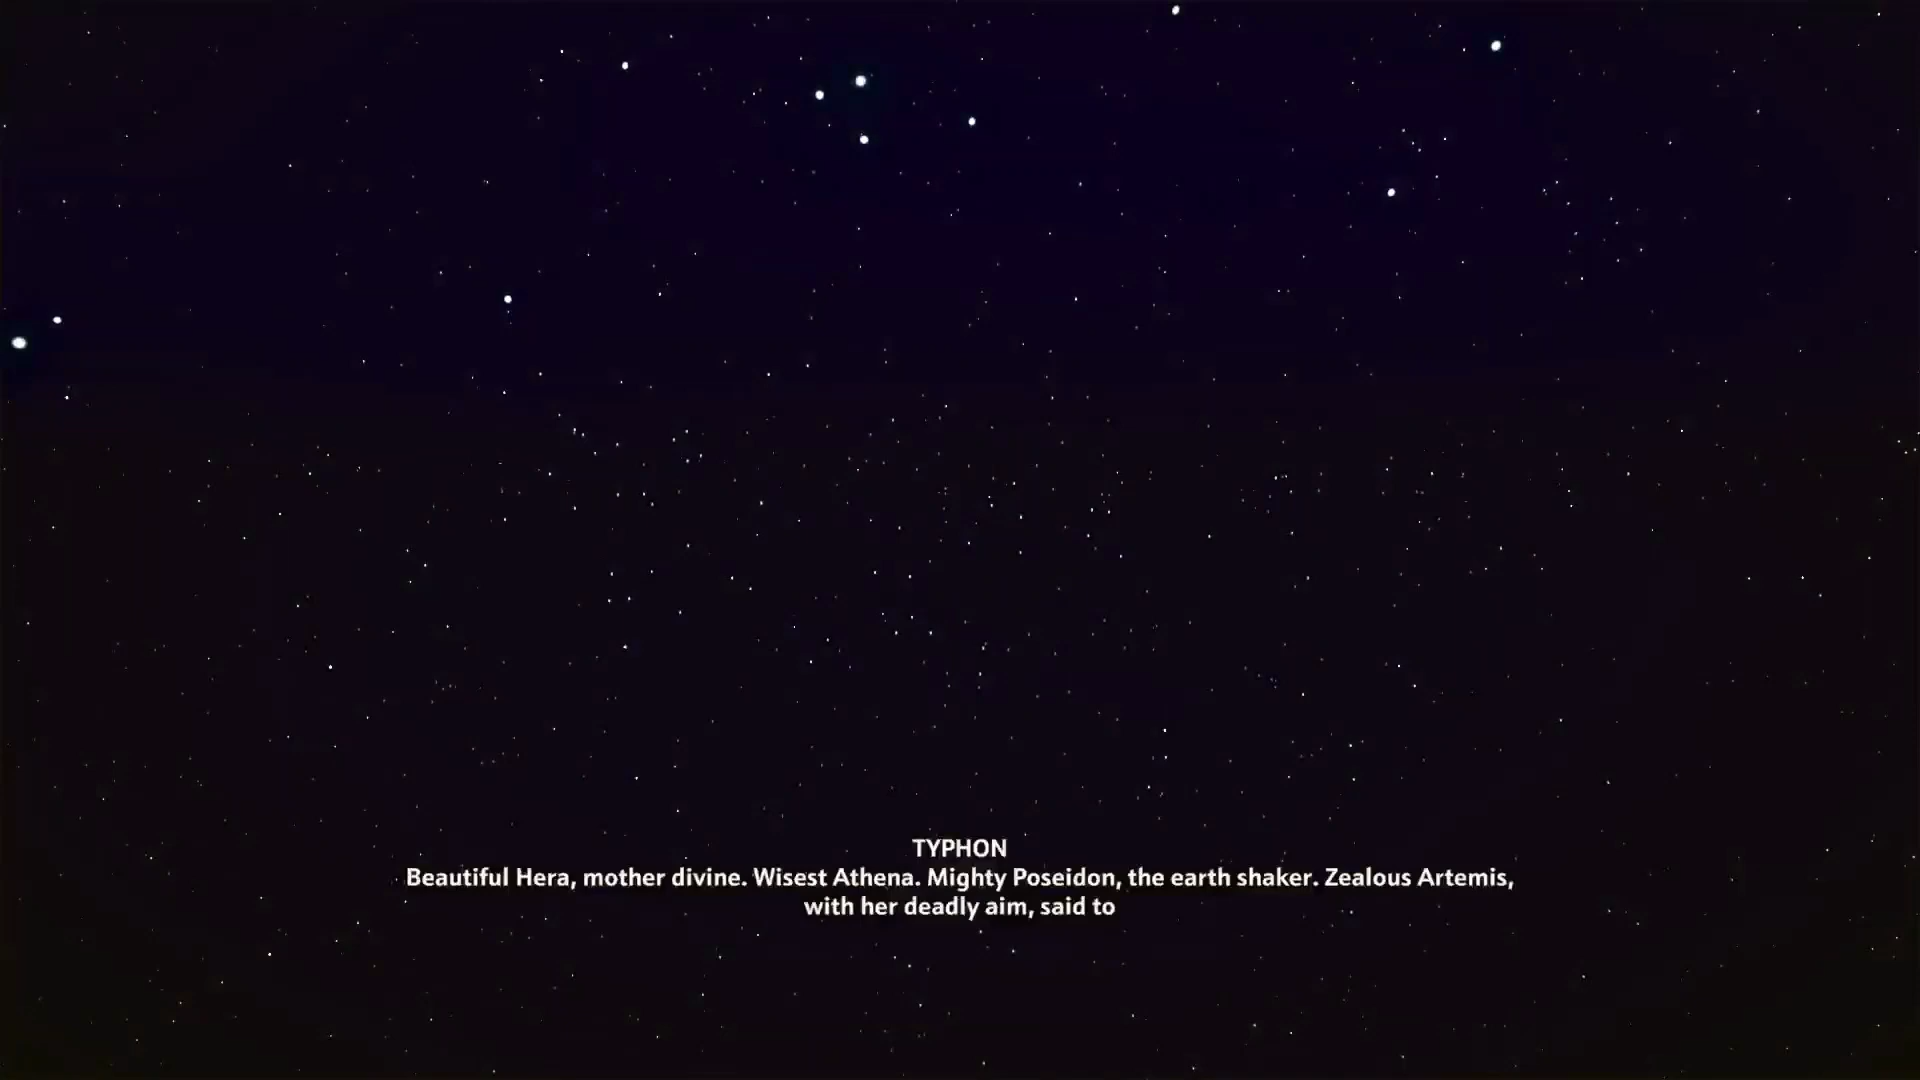 TYPHON
Beautiful Hera, mother divine. Wisest Athena. Mighty Poseidon, the earth shaker. Zealous Artemis,
with her deadly aim, said to